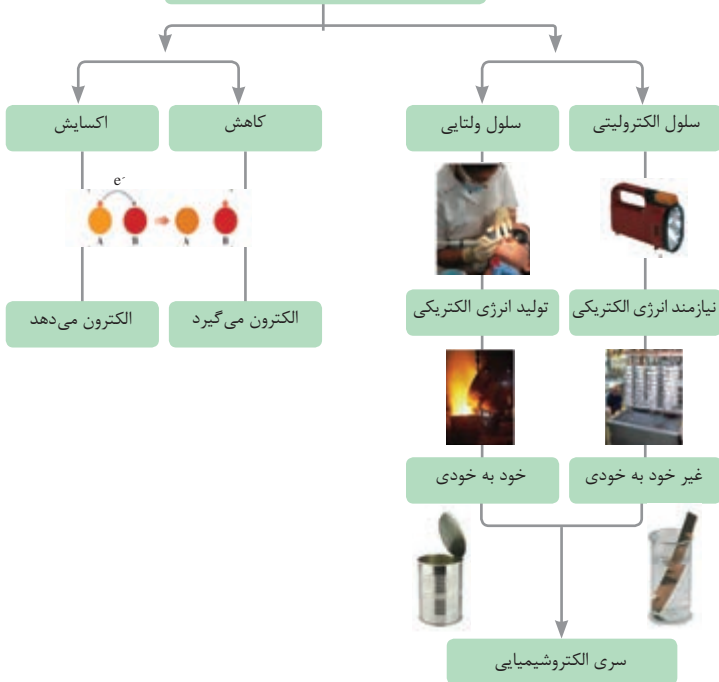 اکسایش
کاهش
سلول ولتایی
سلول الکترولیتی
e-
A B A B
الکترون می‌دهد
الکترون می‌گیرد
تولید انرژی الکتریکی
نیازمند انرژی الکتریکی
خود به خودی
غیر خود به خودی
سری الکتروشیمیایی